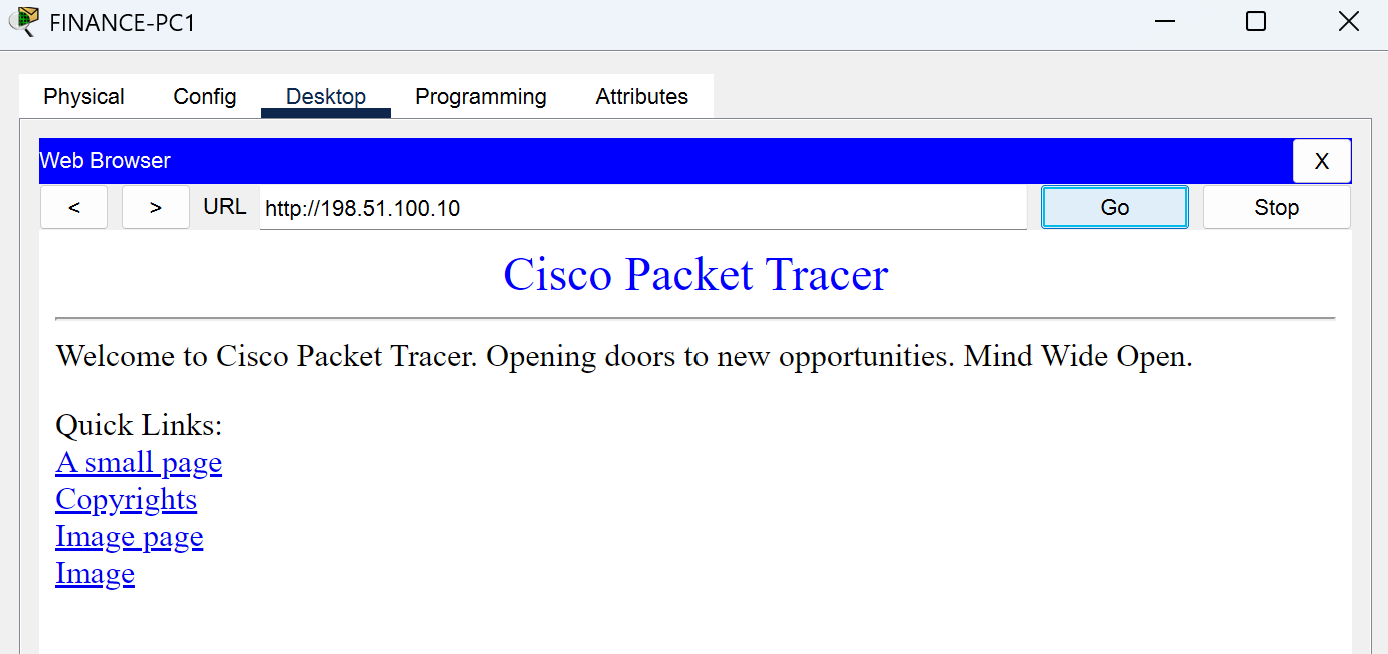 FINANCE-PC1
Physical Config Desktop Programming Attributes
Web Browser X
< > URL http://198.51.100.10 Go Stop
Cisco Packet Tracer
Welcome to Cisco Packet Tracer. Opening doors to new opportunities. Mind Wide Open.
Quick Links:
A small page
Copyrights
Image page
Image